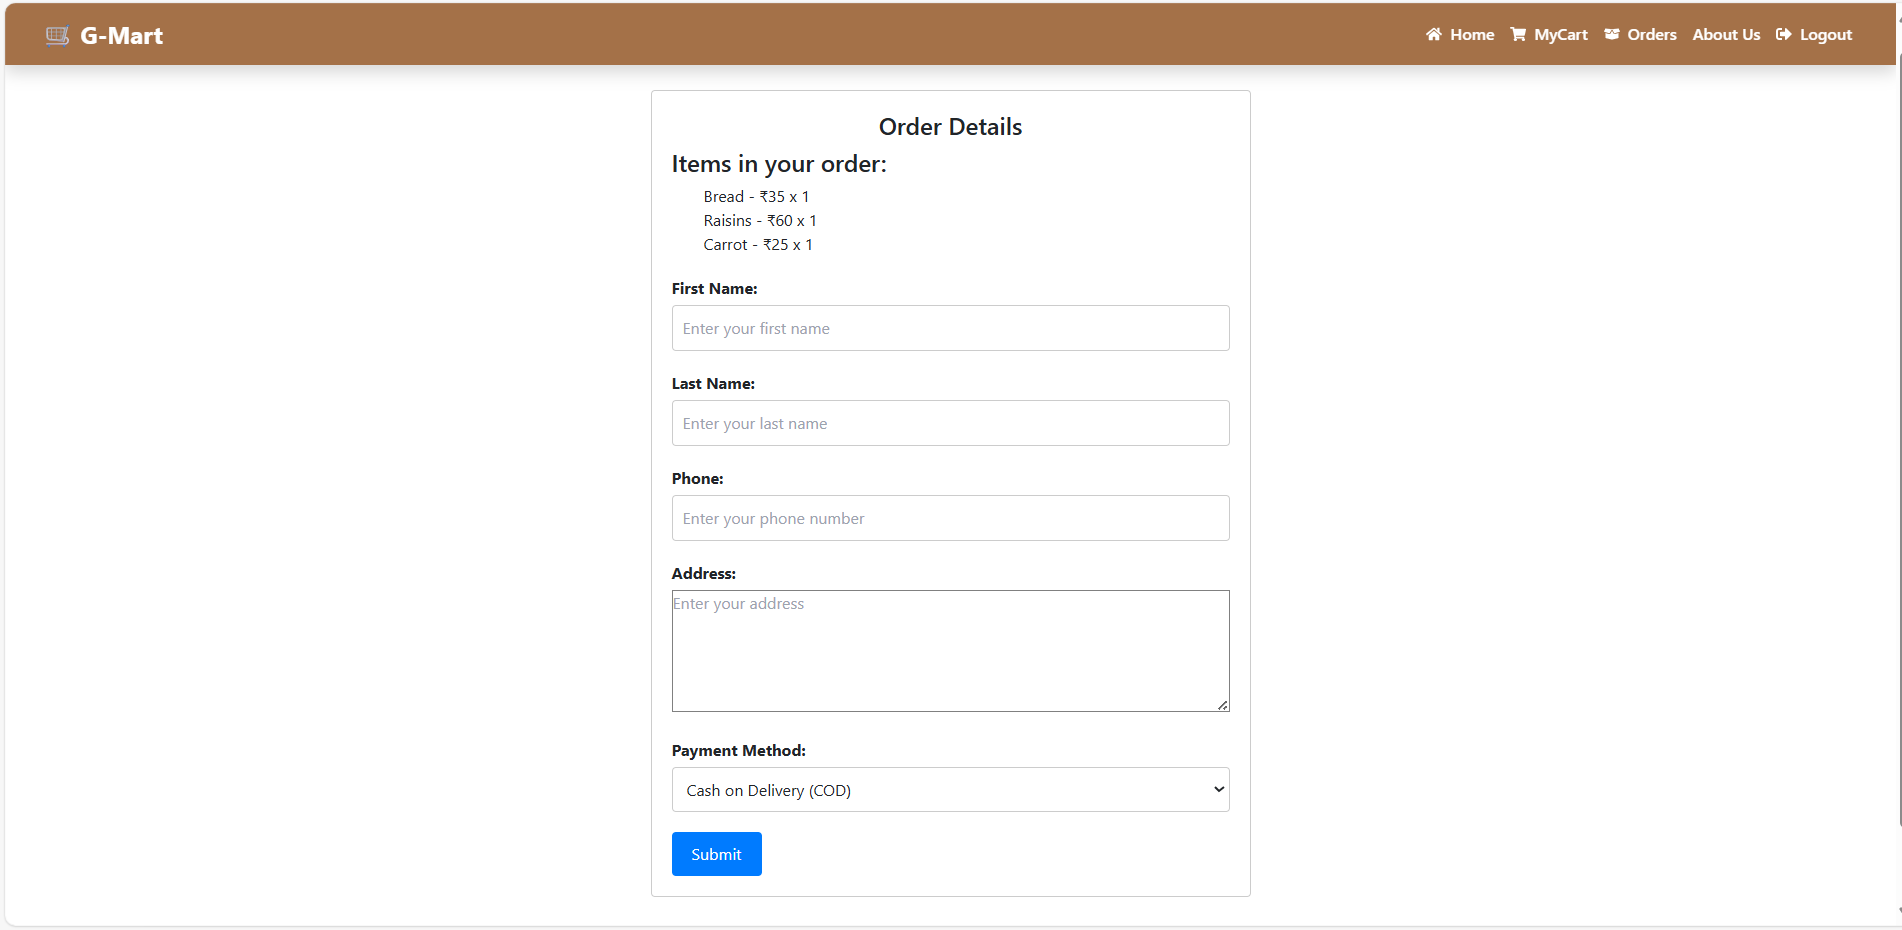 G-Mart
Home MyCart Orders About Us Logout
Order Details
Items in your order:
Bread - ₹35 x 1
Raisins - ₹60 x 1
Carrot - ₹25 x 1
First Name:
Enter your first name
Last Name:
Enter your last name
Phone:
Enter your phone number
Address:
Enter your address
Payment Method:
Cash on Delivery (COD)
Submit